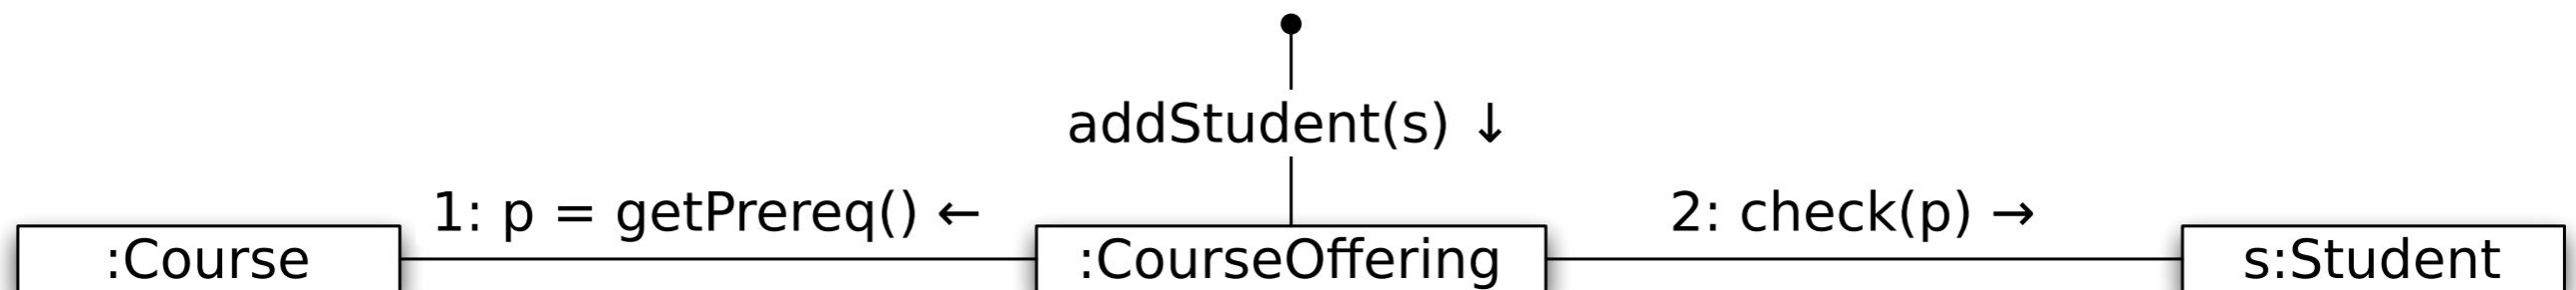 addStudent(s) ↓
1: p = getPrereq() ←
2: check(p) →
:Course
:CourseOffering
s:Student